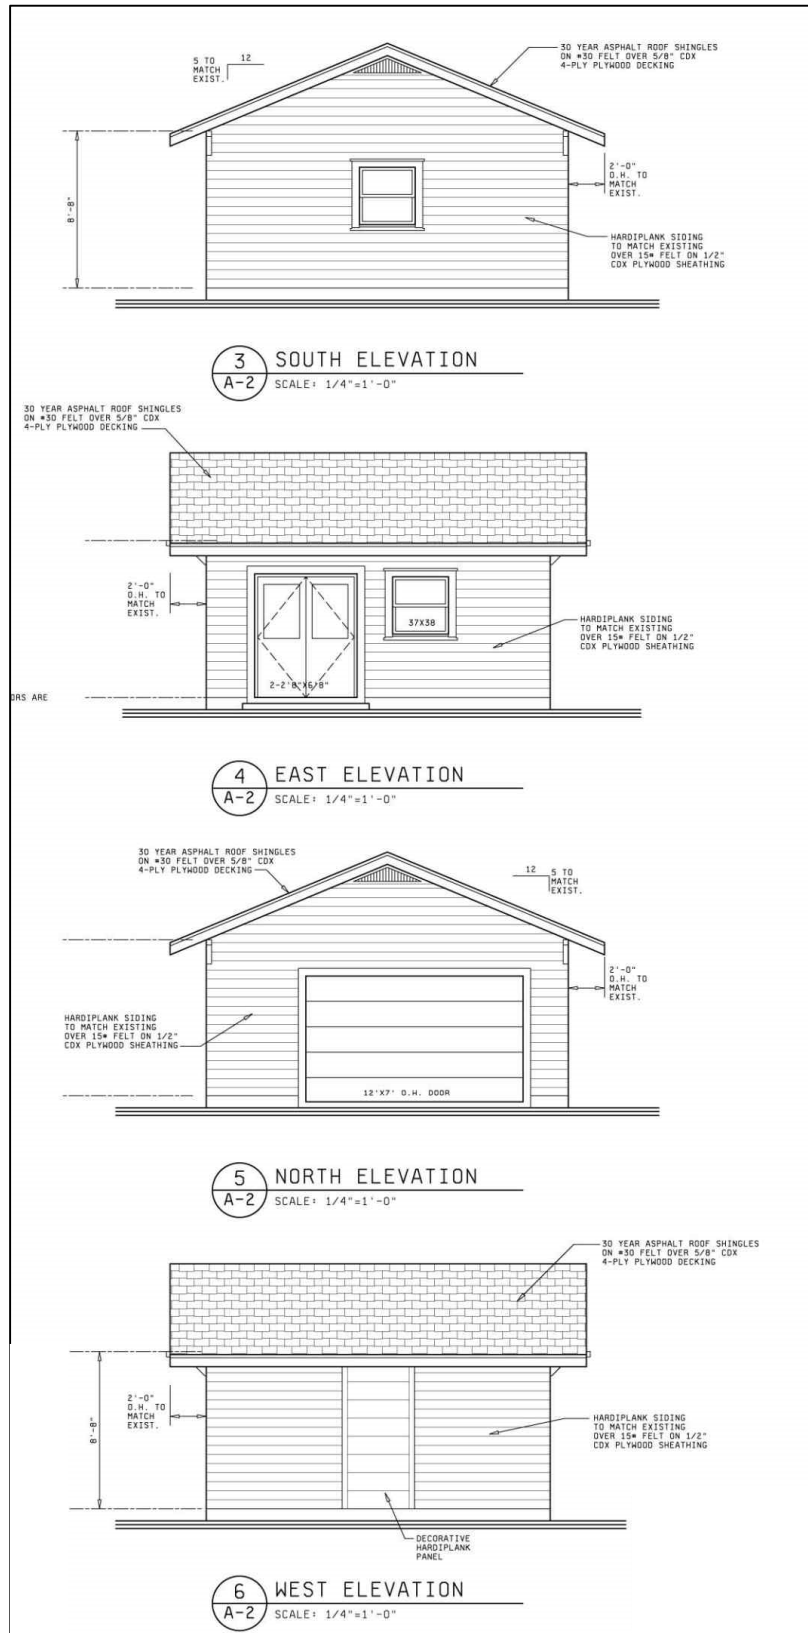 5 TO
MATCH
EXIST.
12
30 YEAR ASPHALT ROOF SHINGLES
ON #30 FELT OVER 5/8" CDX
4-PLY PLYWOOD DECKING
8'-8"
2'-0"
O.H. TO
MATCH
EXIST.
HARDIPLANK SIDING
TO MATCH EXISTING
OVER 15# FELT ON 1/2"
CDX PLYWOOD SHEATHING
3
A-2
SOUTH ELEVATION
SCALE: 1/4"=1'-0"
30 YEAR ASPHALT ROOF SHINGLES
ON #30 FELT OVER 5/8" CDX
4-PLY PLYWOOD DECKING
2'-0"
O.H. TO
MATCH
EXIST.
37X38
HARDIPLANK SIDING
TO MATCH EXISTING
OVER 15# FELT ON 1/2"
CDX PLYWOOD SHEATHING
2-2'8"X6'8"
ORS ARE
4
A-2
EAST ELEVATION
SCALE: 1/4"=1'-0"
30 YEAR ASPHALT ROOF SHINGLES
ON #30 FELT OVER 5/8" CDX
4-PLY PLYWOOD DECKING
12
5 TO
MATCH
EXIST.
2'-0"
O.H. TO
MATCH
EXIST.
HARDIPLANK SIDING
TO MATCH EXISTING
OVER 15# FELT ON 1/2"
CDX PLYWOOD SHEATHING
12'X7' O.H. DOOR
5
A-2
NORTH ELEVATION
SCALE: 1/4"=1'-0"
30 YEAR ASPHALT ROOF SHINGLES
ON #30 FELT OVER 5/8" CDX
4-PLY PLYWOOD DECKING
8'-8"
2'-0"
O.H. TO
MATCH
EXIST.
HARDIPLANK SIDING
TO MATCH EXISTING
OVER 15# FELT ON 1/2"
CDX PLYWOOD SHEATHING
DECORATIVE
HARDIPLANK
PANEL
6
A-2
WEST ELEVATION
SCALE: 1/4"=1'-0"